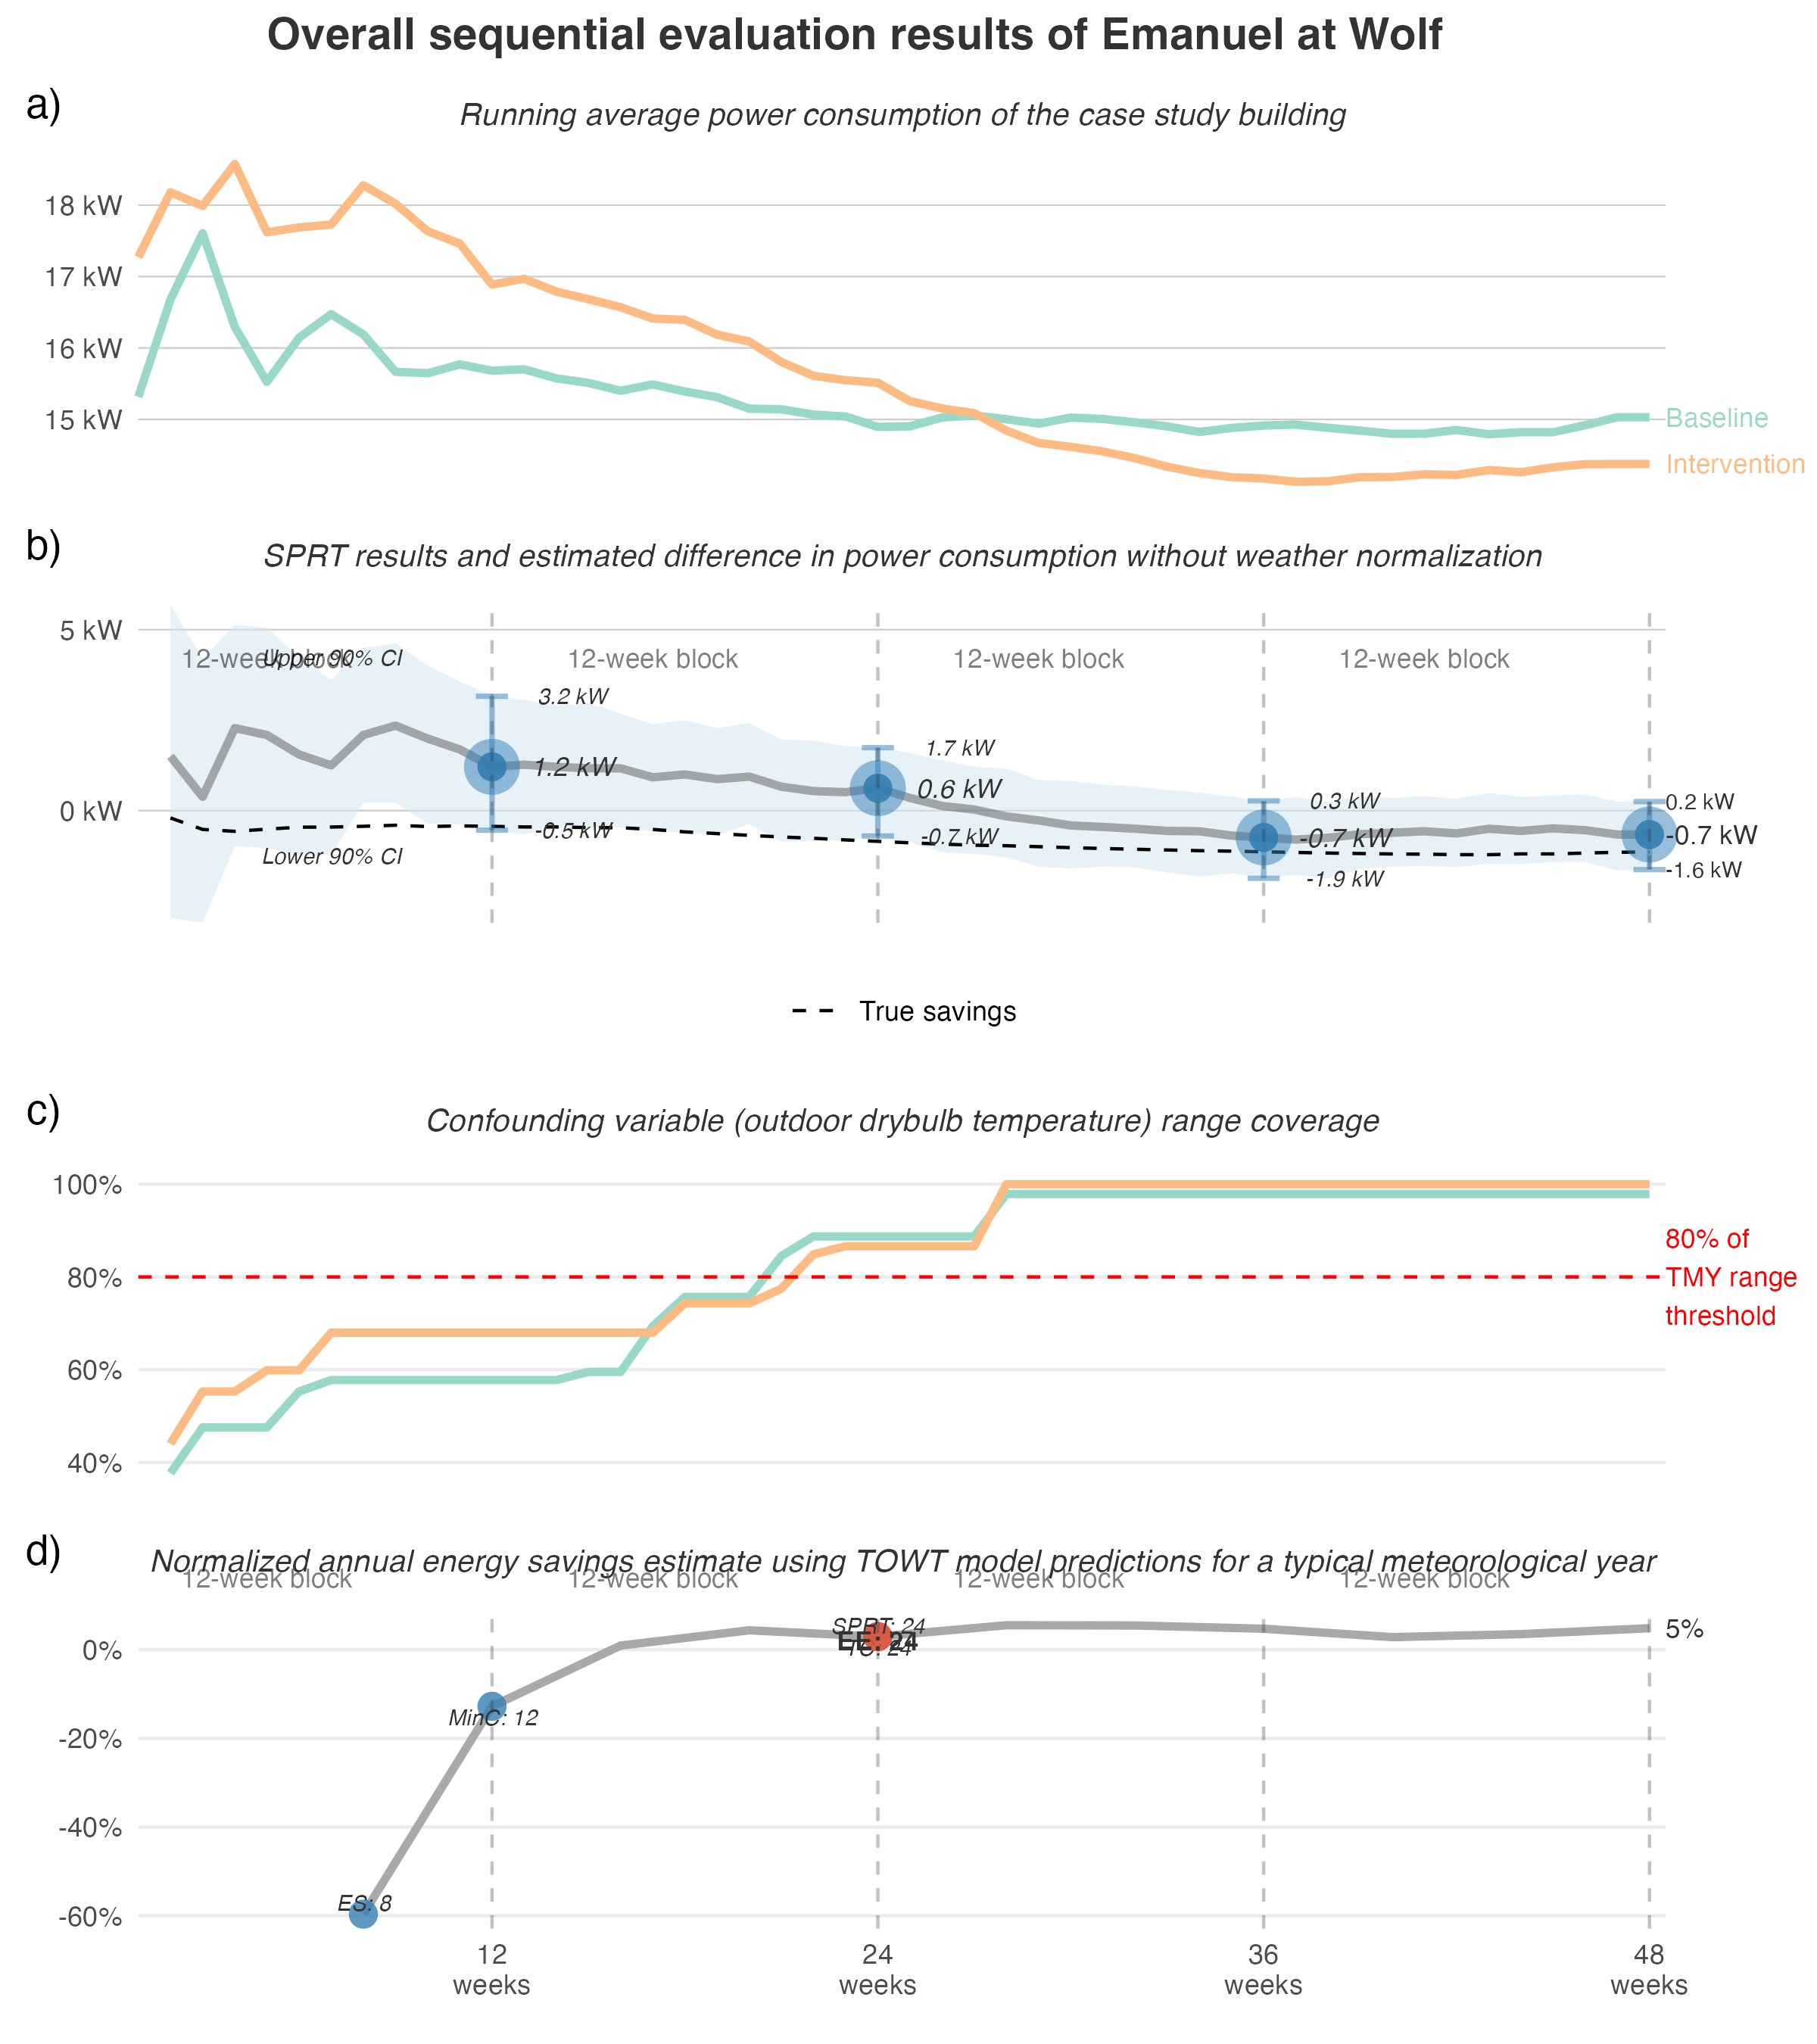 Overall sequential evaluation results of Emanuel at Wolf
a)
Running average power consumption of the case study building
18 kW
17 kW
16 kW
15 kW
Baseline
Intervention
b)
SPRT results and estimated difference in power consumption without weather normalization
5 kW
0 kW
12-week block
12-week block
12-week block
12-week block
Upper 90% CI
Lower 90% CI
3.2 kW
1.2 kW
-0.5 kW
1.7 kW
0.6 kW
-0.7 kW
0.3 kW
-0.7 kW
-1.9 kW
0.2 kW
-0.7 kW
-1.6 kW
True savings
c)
Confounding variable (outdoor drybulb temperature) range coverage
100%
80%
60%
40%
80% of
TMY range
threshold
d)
Normalized annual energy savings estimate using TOWT model predictions for a typical meteorological year
12-week block
12-week block
12-week block
12-week block
0%
-20%
-40%
-60%
ES: 8
MinC: 12
SPRT: 24
24
24
5%
12
weeks
24
weeks
36
weeks
48
weeks